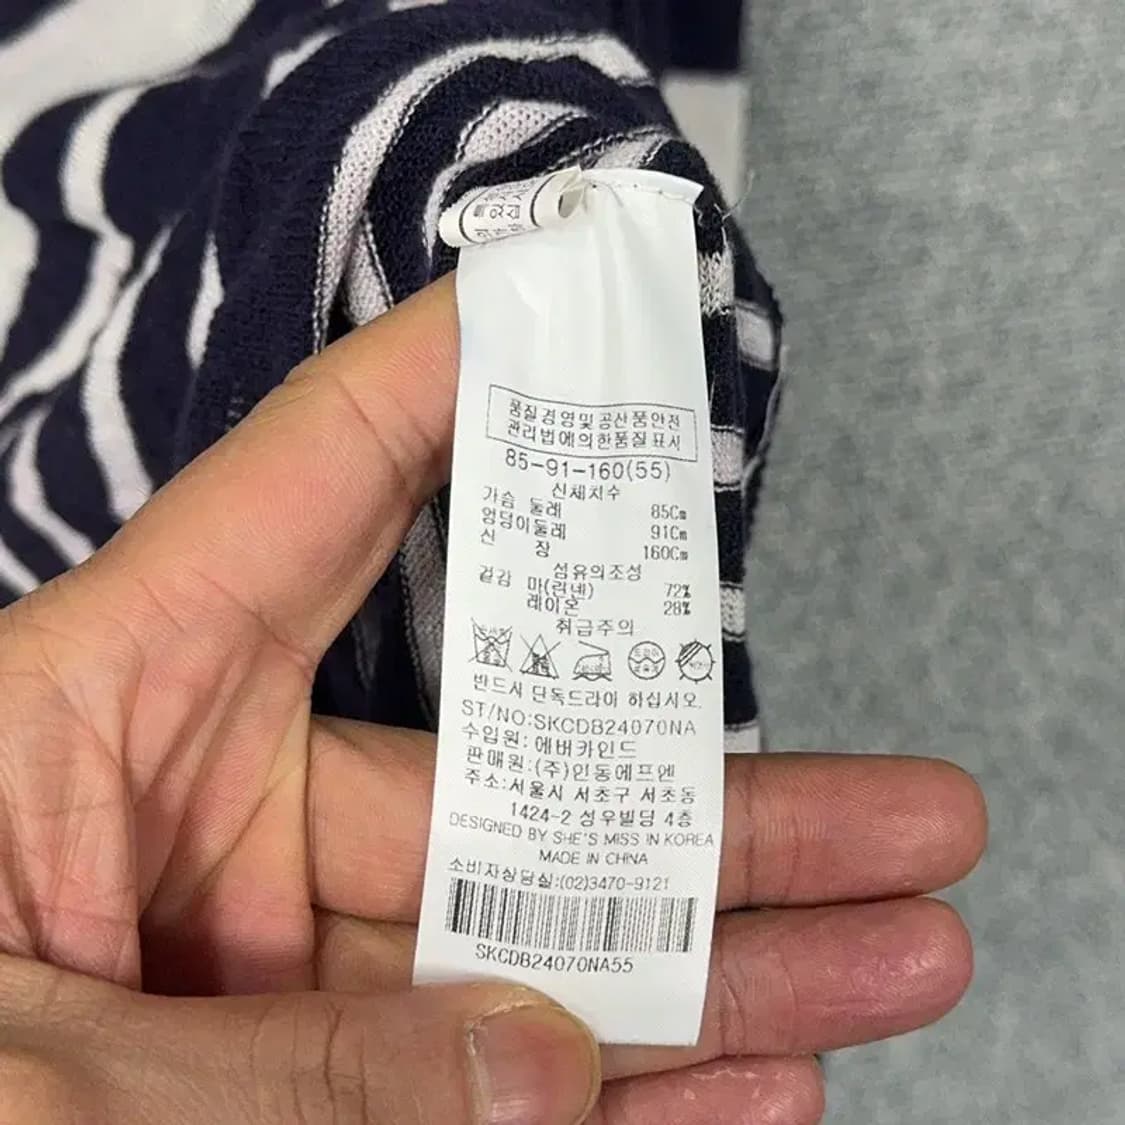 품질경영및공산품안전
관리법에의한품질표시
85-91-160(55)
신체치수
가슴 둘레 85Cm
엉덩이둘레 91Cm
신 장 160Cm
섬유의조성
겉감 마(린넨) 72%
레이온 28%
취급주의
드라이
반드시 단독드라이 하십시오.
ST/NO:SKCDB24070NA
수입원: 에버카인드
판매원:(주)인동에프엔
주소:서울시 서초구 서초동
1424-2 성우빌딩 4층
DESIGNED BY SHE'S MISS IN KOREA
MADE IN CHINA
소비자상담실:(02)3470-9121
SKCDB24070NA55